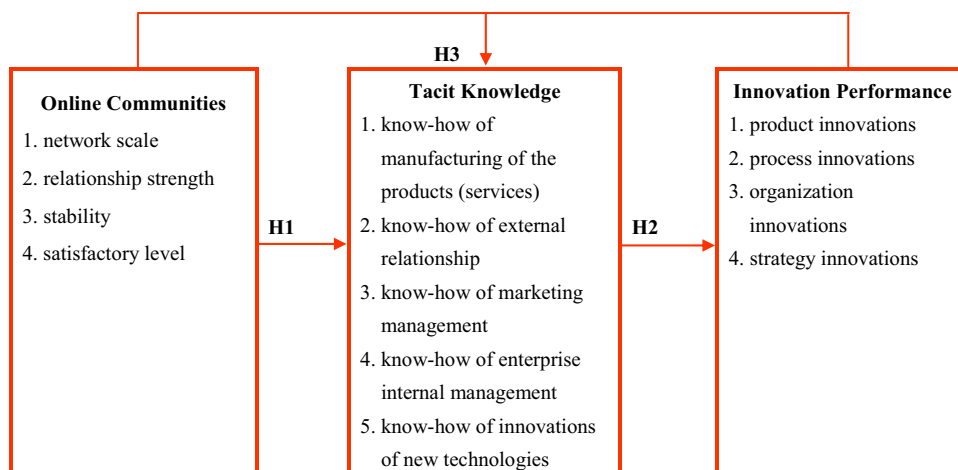 H3
Online Communities
1. network scale
2. relationship strength
3. stability
4. satisfactory level
H1
Tacit Knowledge
1. know-how of
manufacturing of the
products (services)
2. know-how of external
relationship
3. know-how of marketing
management
4. know-how of enterprise
internal management
5. know-how of innovations
of new technologies
H2
Innovation Performance
1. product innovations
2. process innovations
3. organization
innovations
4. strategy innovations